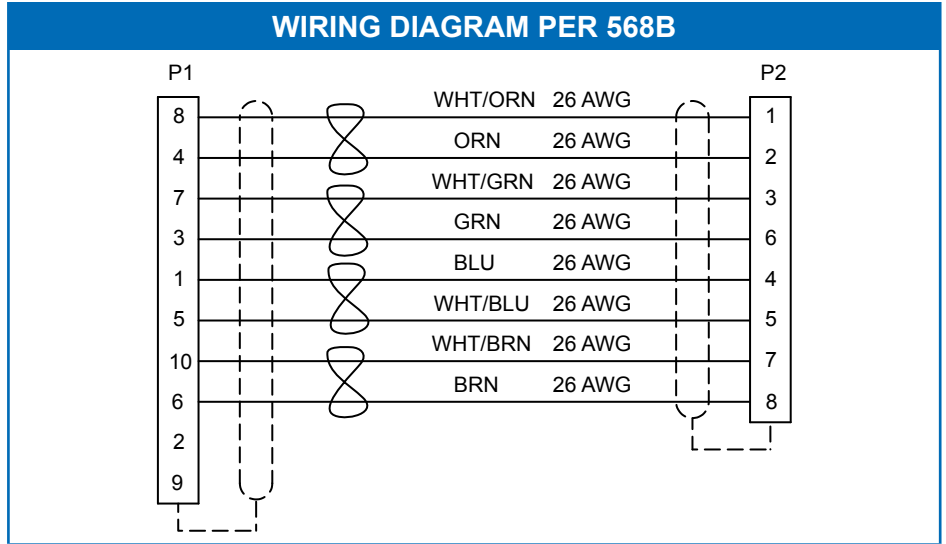 WIRING DIAGRAM PER 568B
P1 P2
8 WHT/ORN 26 AWG 1
4 ORN 26 AWG 2
7 WHT/GRN 26 AWG 3
3 GRN 26 AWG 6
1 BLU 26 AWG 4
5 WHT/BLU 26 AWG 5
10 WHT/BRN 26 AWG 7
6 BRN 26 AWG 8
2
9